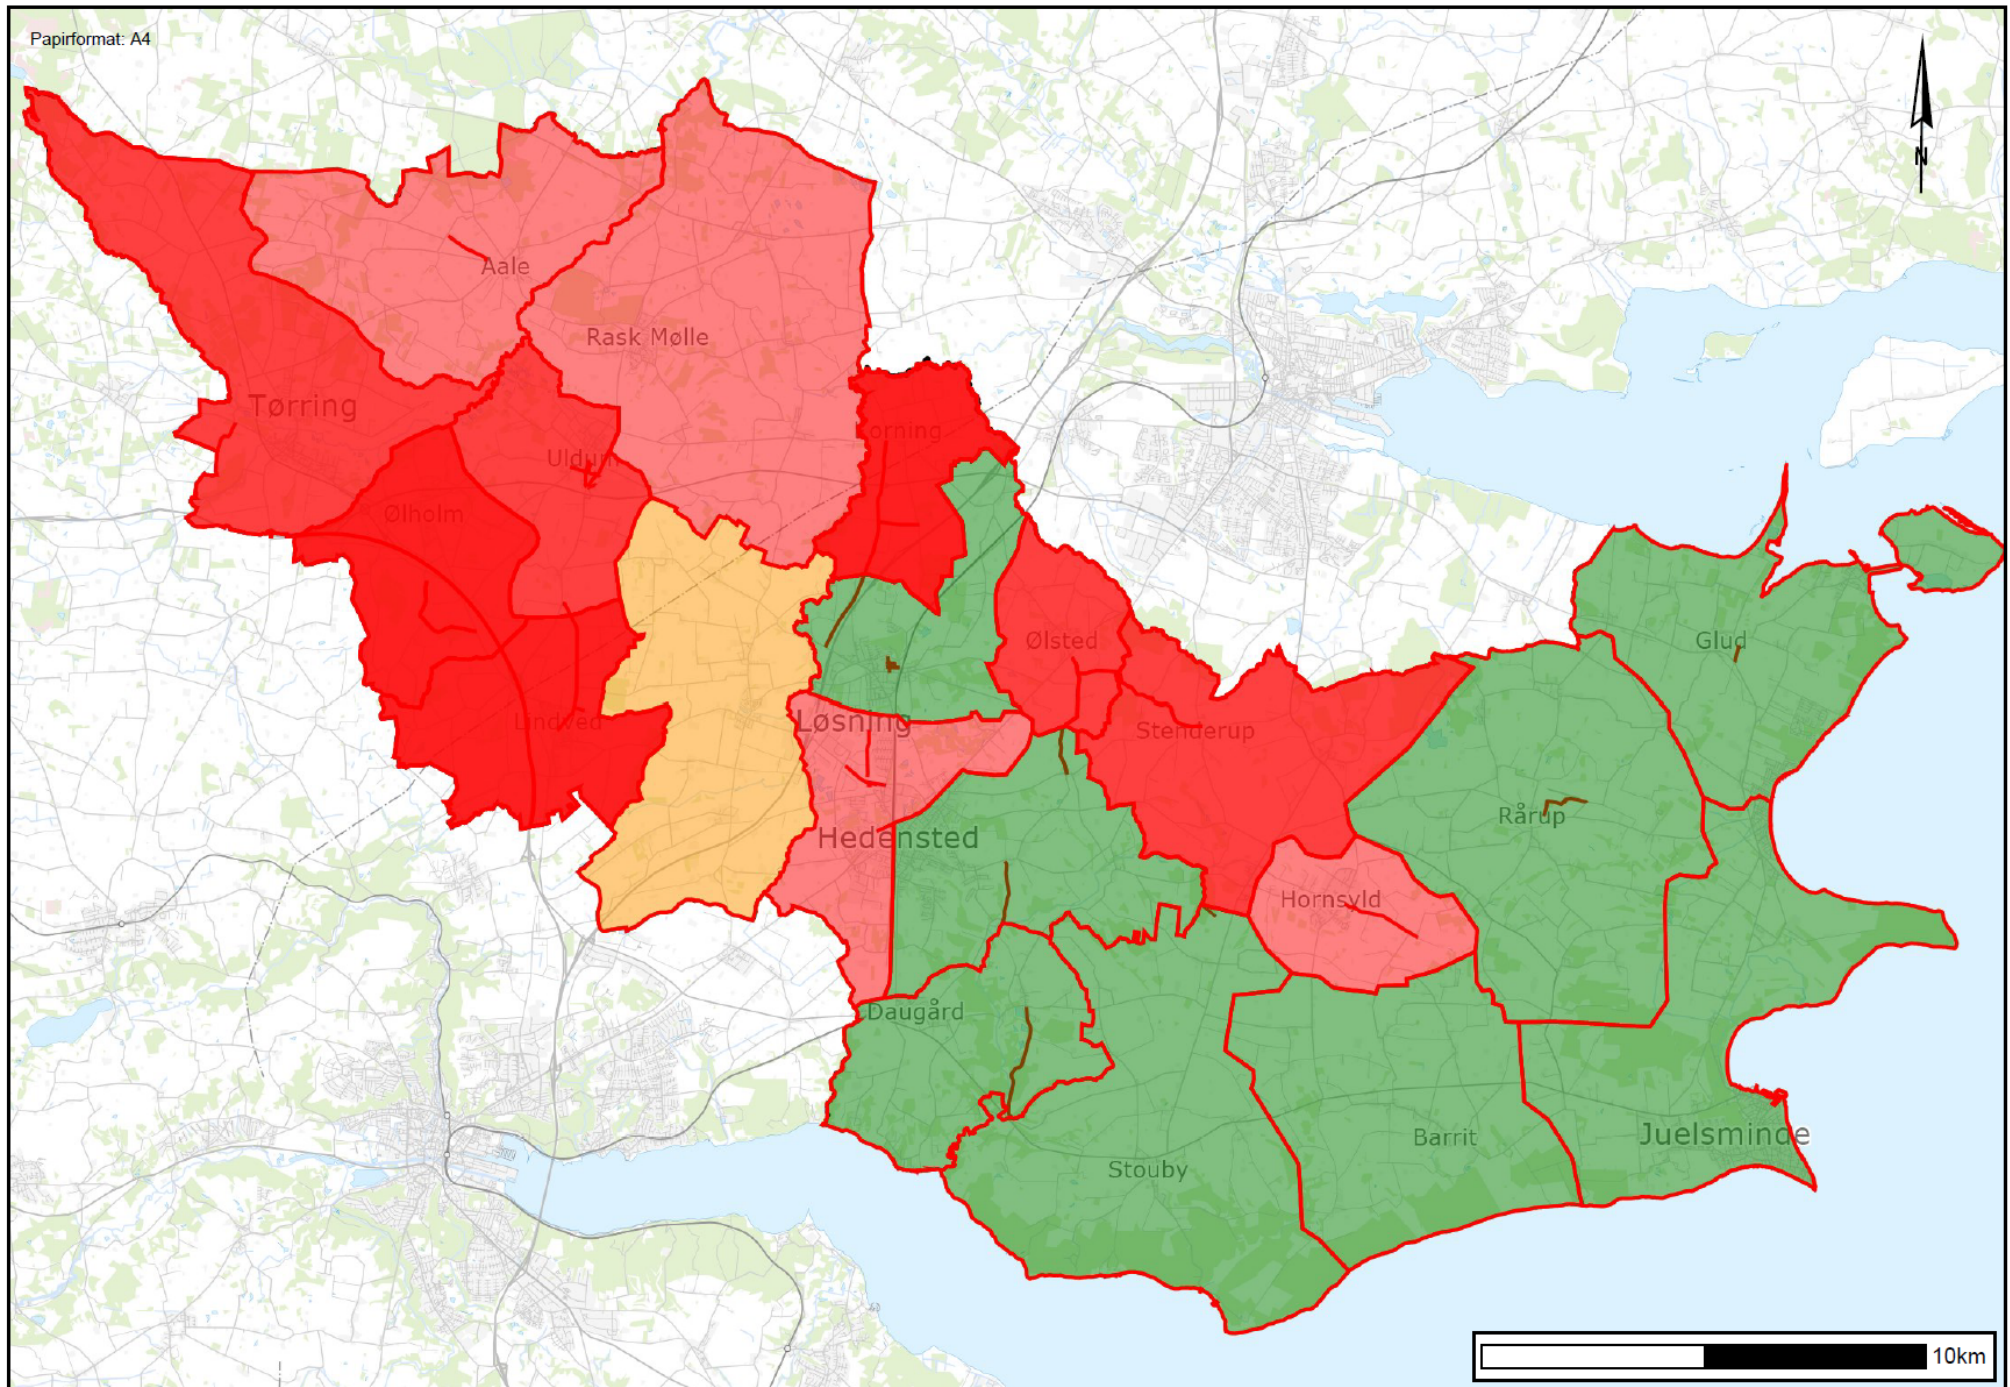 Papirformat: A4
N
Aale
Rask Mølle
Tørring
orning
Uldum
Ølholm
Ølsted
Glud
Lindved
Løsning
Stenderup
Rårup
Hedensted
Hornsyld
Daugård
Juelsminde
Barrit
Stouby
10km